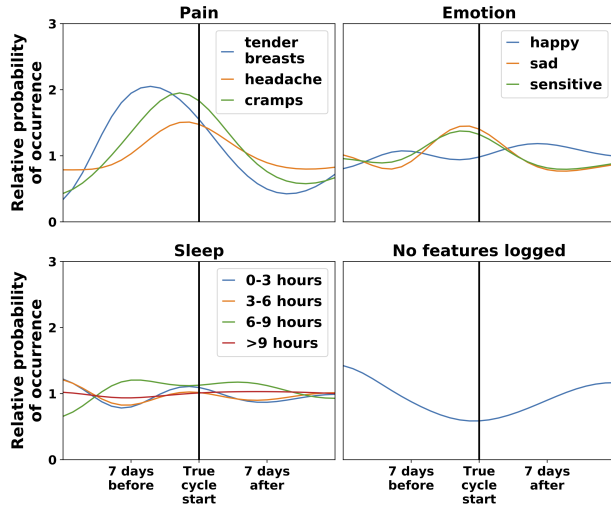 Pain
Emotion
Relative probability
of occurrence
3
2
1
0
tender
breasts
headache
cramps
happy
sad
sensitive
Sleep
No features logged
Relative probability
of occurrence
3
2
1
0
0-3 hours
3-6 hours
6-9 hours
>9 hours
7 days
before
True
cycle
start
7 days
after
7 days
before
True
cycle
start
7 days
after